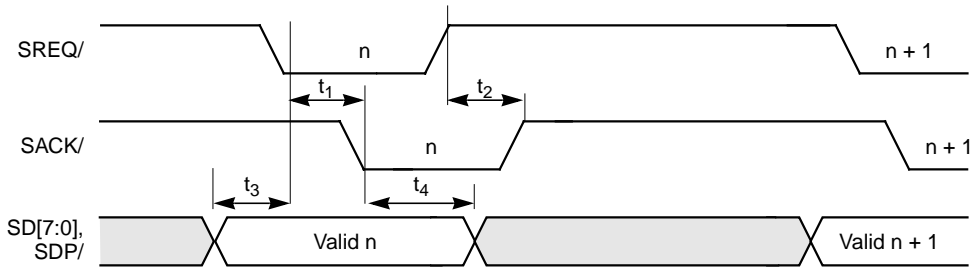 SREQ/
n
n + 1
t1
t2
SACK/
n
n + 1
t3
t4
SD[7:0],
SDP/
Valid n
Valid n + 1